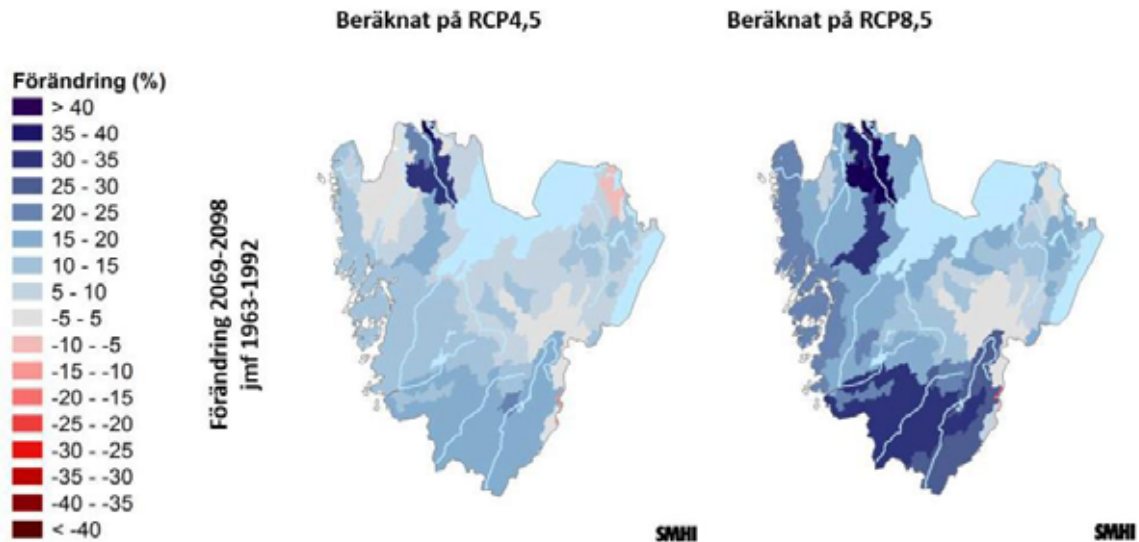 Beräknat på RCP4,5
Beräknat på RCP8,5
Förändring (%)
> 40
35 - 40
30 - 35
25 - 30
20 - 25
15 - 20
10 - 15
5 - 10
-5 - 5
-10 - -5
-15 - -10
-20 - -15
-25 - -20
-30 - -25
-35 - -30
-40 - -35
< -40
Förändring 2069-2098
jmf 1963-1992
SMHI
SMHI